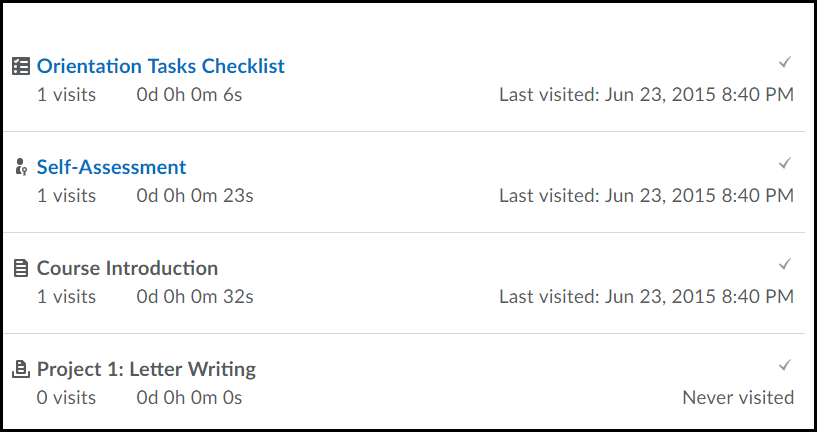 Orientation Tasks Checklist
1 visits 0d 0h 0m 6s Last visited: Jun 23, 2015 8:40 PM
Self-Assessment
1 visits 0d 0h 0m 23s Last visited: Jun 23, 2015 8:40 PM
Course Introduction
1 visits 0d 0h 0m 32s Last visited: Jun 23, 2015 8:40 PM
Project 1: Letter Writing
0 visits 0d 0h 0m 0s Never visited